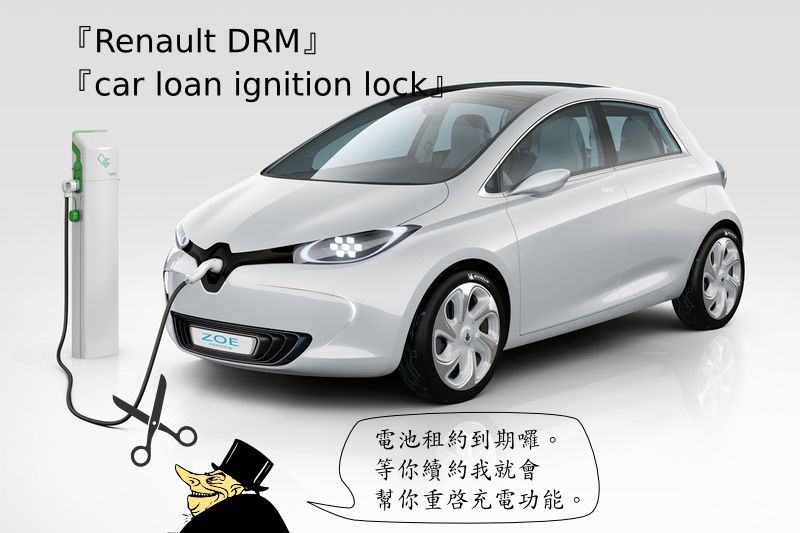 『Renault DRM』
『car loan ignition lock』
ZOE
PREVIEW
電池租約到期囉。
等你續約我就會
幫你重啓充電功能。